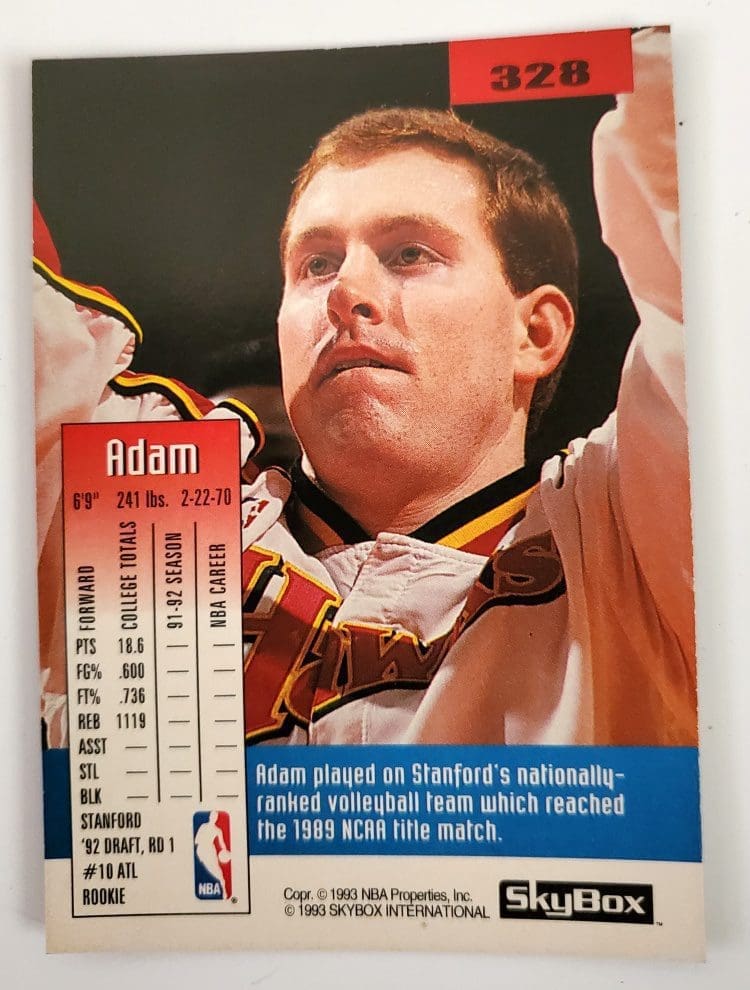 328
Adam
6'9" 241 lbs. 2-22-70
FORWARD COLLEGE TOTALS 91-92 SEASON NBA CAREER
PTS 18.6 — —
FG% .600 — —
FT% .736 — —
REB 1119 — —
ASST — — —
STL — — —
BLK — — —
STANFORD
'92 DRAFT, RD 1
#10 ATL
ROOKIE
NBA
®
Hawks
Adam played on Stanford's nationally-
ranked volleyball team which reached
the 1989 NCAA title match.
Copr. © 1993 NBA Properties, Inc.
© 1993 SKYBOX INTERNATIONAL
SkyBox
™